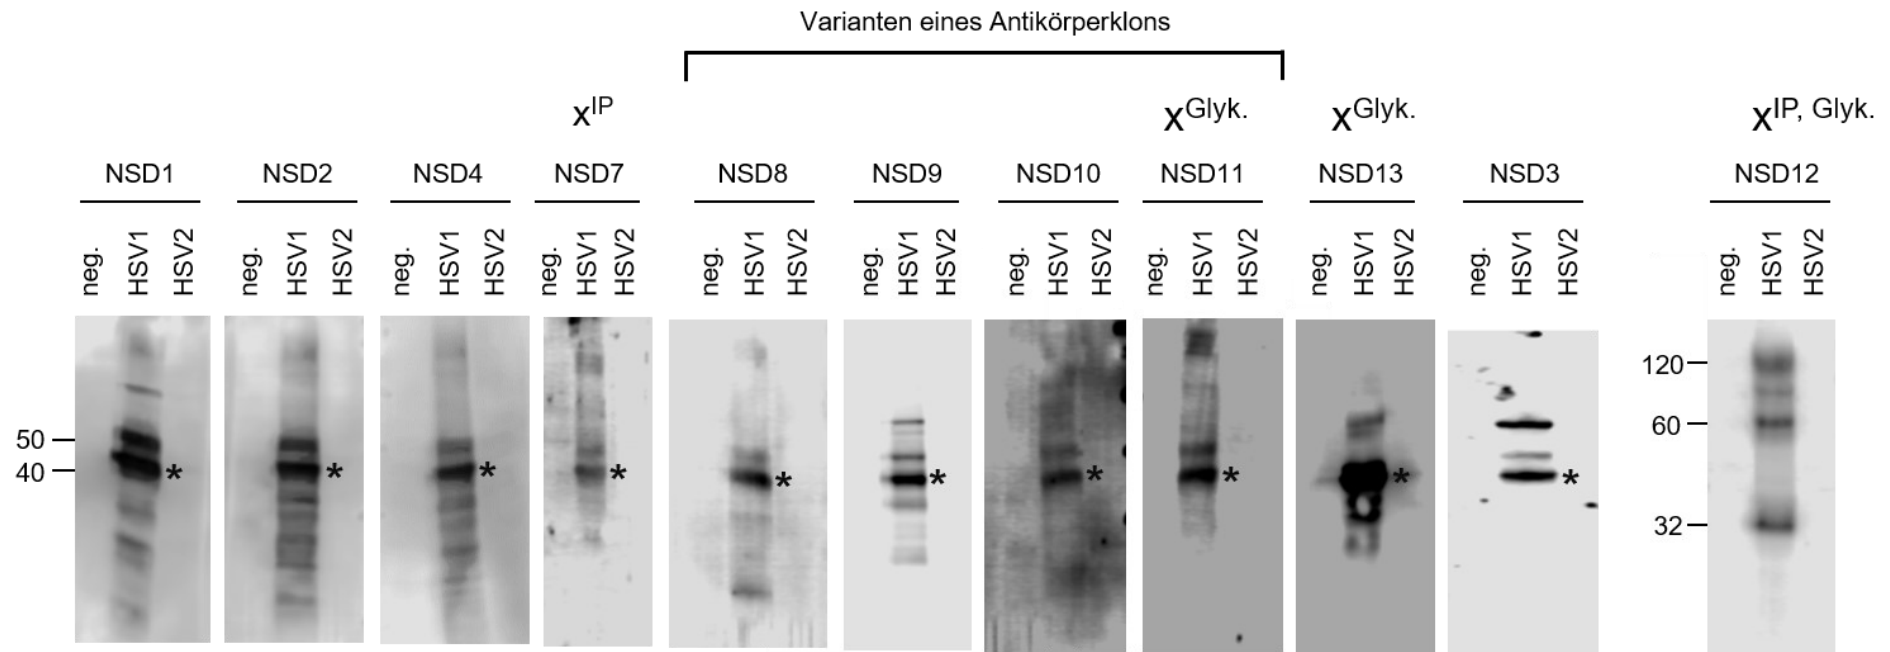 Varianten eines Antikörperklons
x^IP x^Glyk. x^Glyk. x^IP, Glyk.
NSD1 NSD2 NSD4 NSD7 NSD8 NSD9 NSD10 NSD11 NSD13 NSD3 NSD12
neg. HSV1 HSV2 neg. HSV1 HSV2 neg. HSV1 HSV2 neg. HSV1 HSV2 neg. HSV1 HSV2 neg. HSV1 HSV2 neg. HSV1 HSV2 neg. HSV1 HSV2 neg. HSV1 HSV2 neg. HSV1 HSV2 neg. HSV1 HSV2
120
50 60
40 * * * * * * * * * *
32